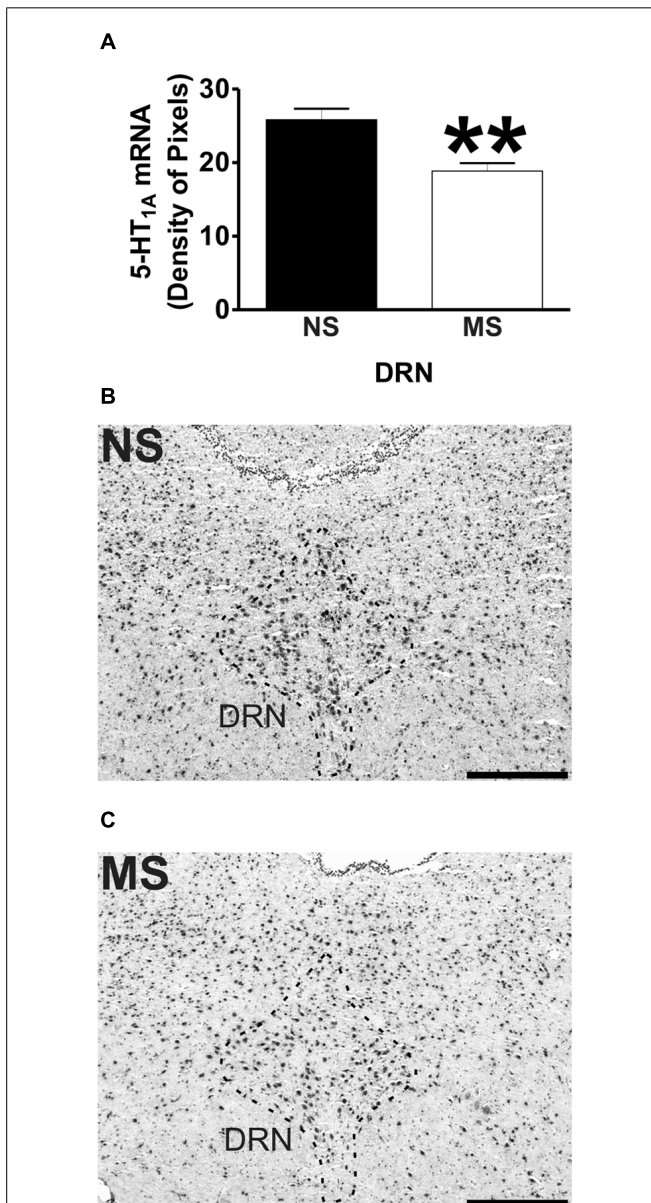 A
5-HT1A mRNA
(Density of Pixels)
30
20
10
0
**
NS
MS
DRN
B
NS
DRN
C
MS
DRN